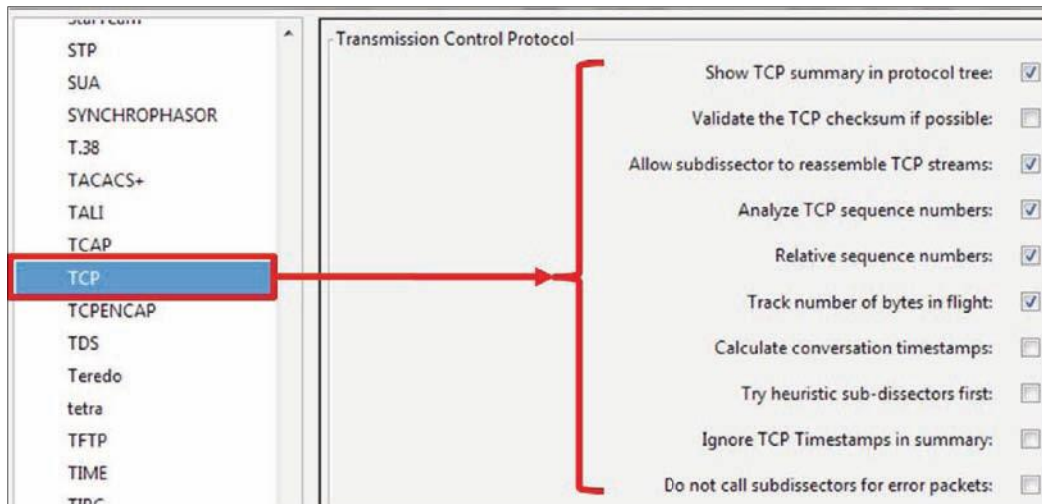 STP
SUA
SYNCHROPHASOR
T.38
TACACS+
TALI
TCAP
TCP
TCPENCAP
TDS
Teredo
tetra
TFTP
TIME
Transmission Control Protocol
Show TCP summary in protocol tree:
Validate the TCP checksum if possible:
Allow subdissector to reassemble TCP streams:
Analyze TCP sequence numbers:
Relative sequence numbers:
Track number of bytes in flight:
Calculate conversation timestamps:
Try heuristic sub-dissectors first:
Ignore TCP Timestamps in summary:
Do not call subdissectors for error packets: